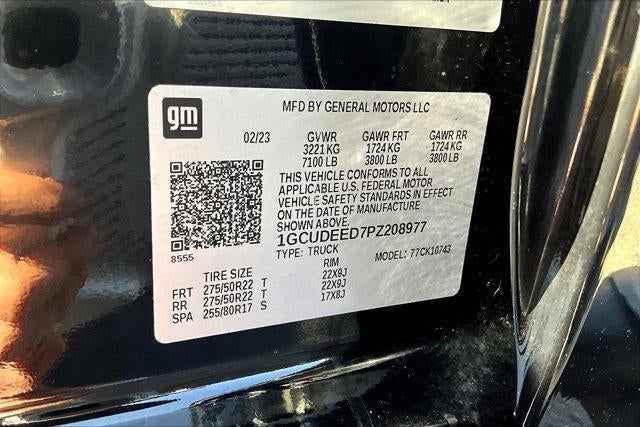 gm
MFD BY GENERAL MOTORS LLC
02/23 GVWR GAWR FRT GAWR RR
3221 KG 1724 KG 1724 KG
7100 LB 3800 LB 3800 LB
THIS VEHICLE CONFORMS TO ALL
APPLICABLE U.S. FEDERAL MOTOR
VEHICLE SAFETY STANDARDS IN EFFECT
ON THE DATE OF MANUFACTURE
SHOWN ABOVE.
1GCUDEED7PZ208977
8555
TYPE: TRUCK MODEL: 77CK10743
TIRE SIZE RIM
FRT 275/50R22 T 22X9J
RR 275/50R22 T 22X9J
SPA 255/80R17 S 17X8J